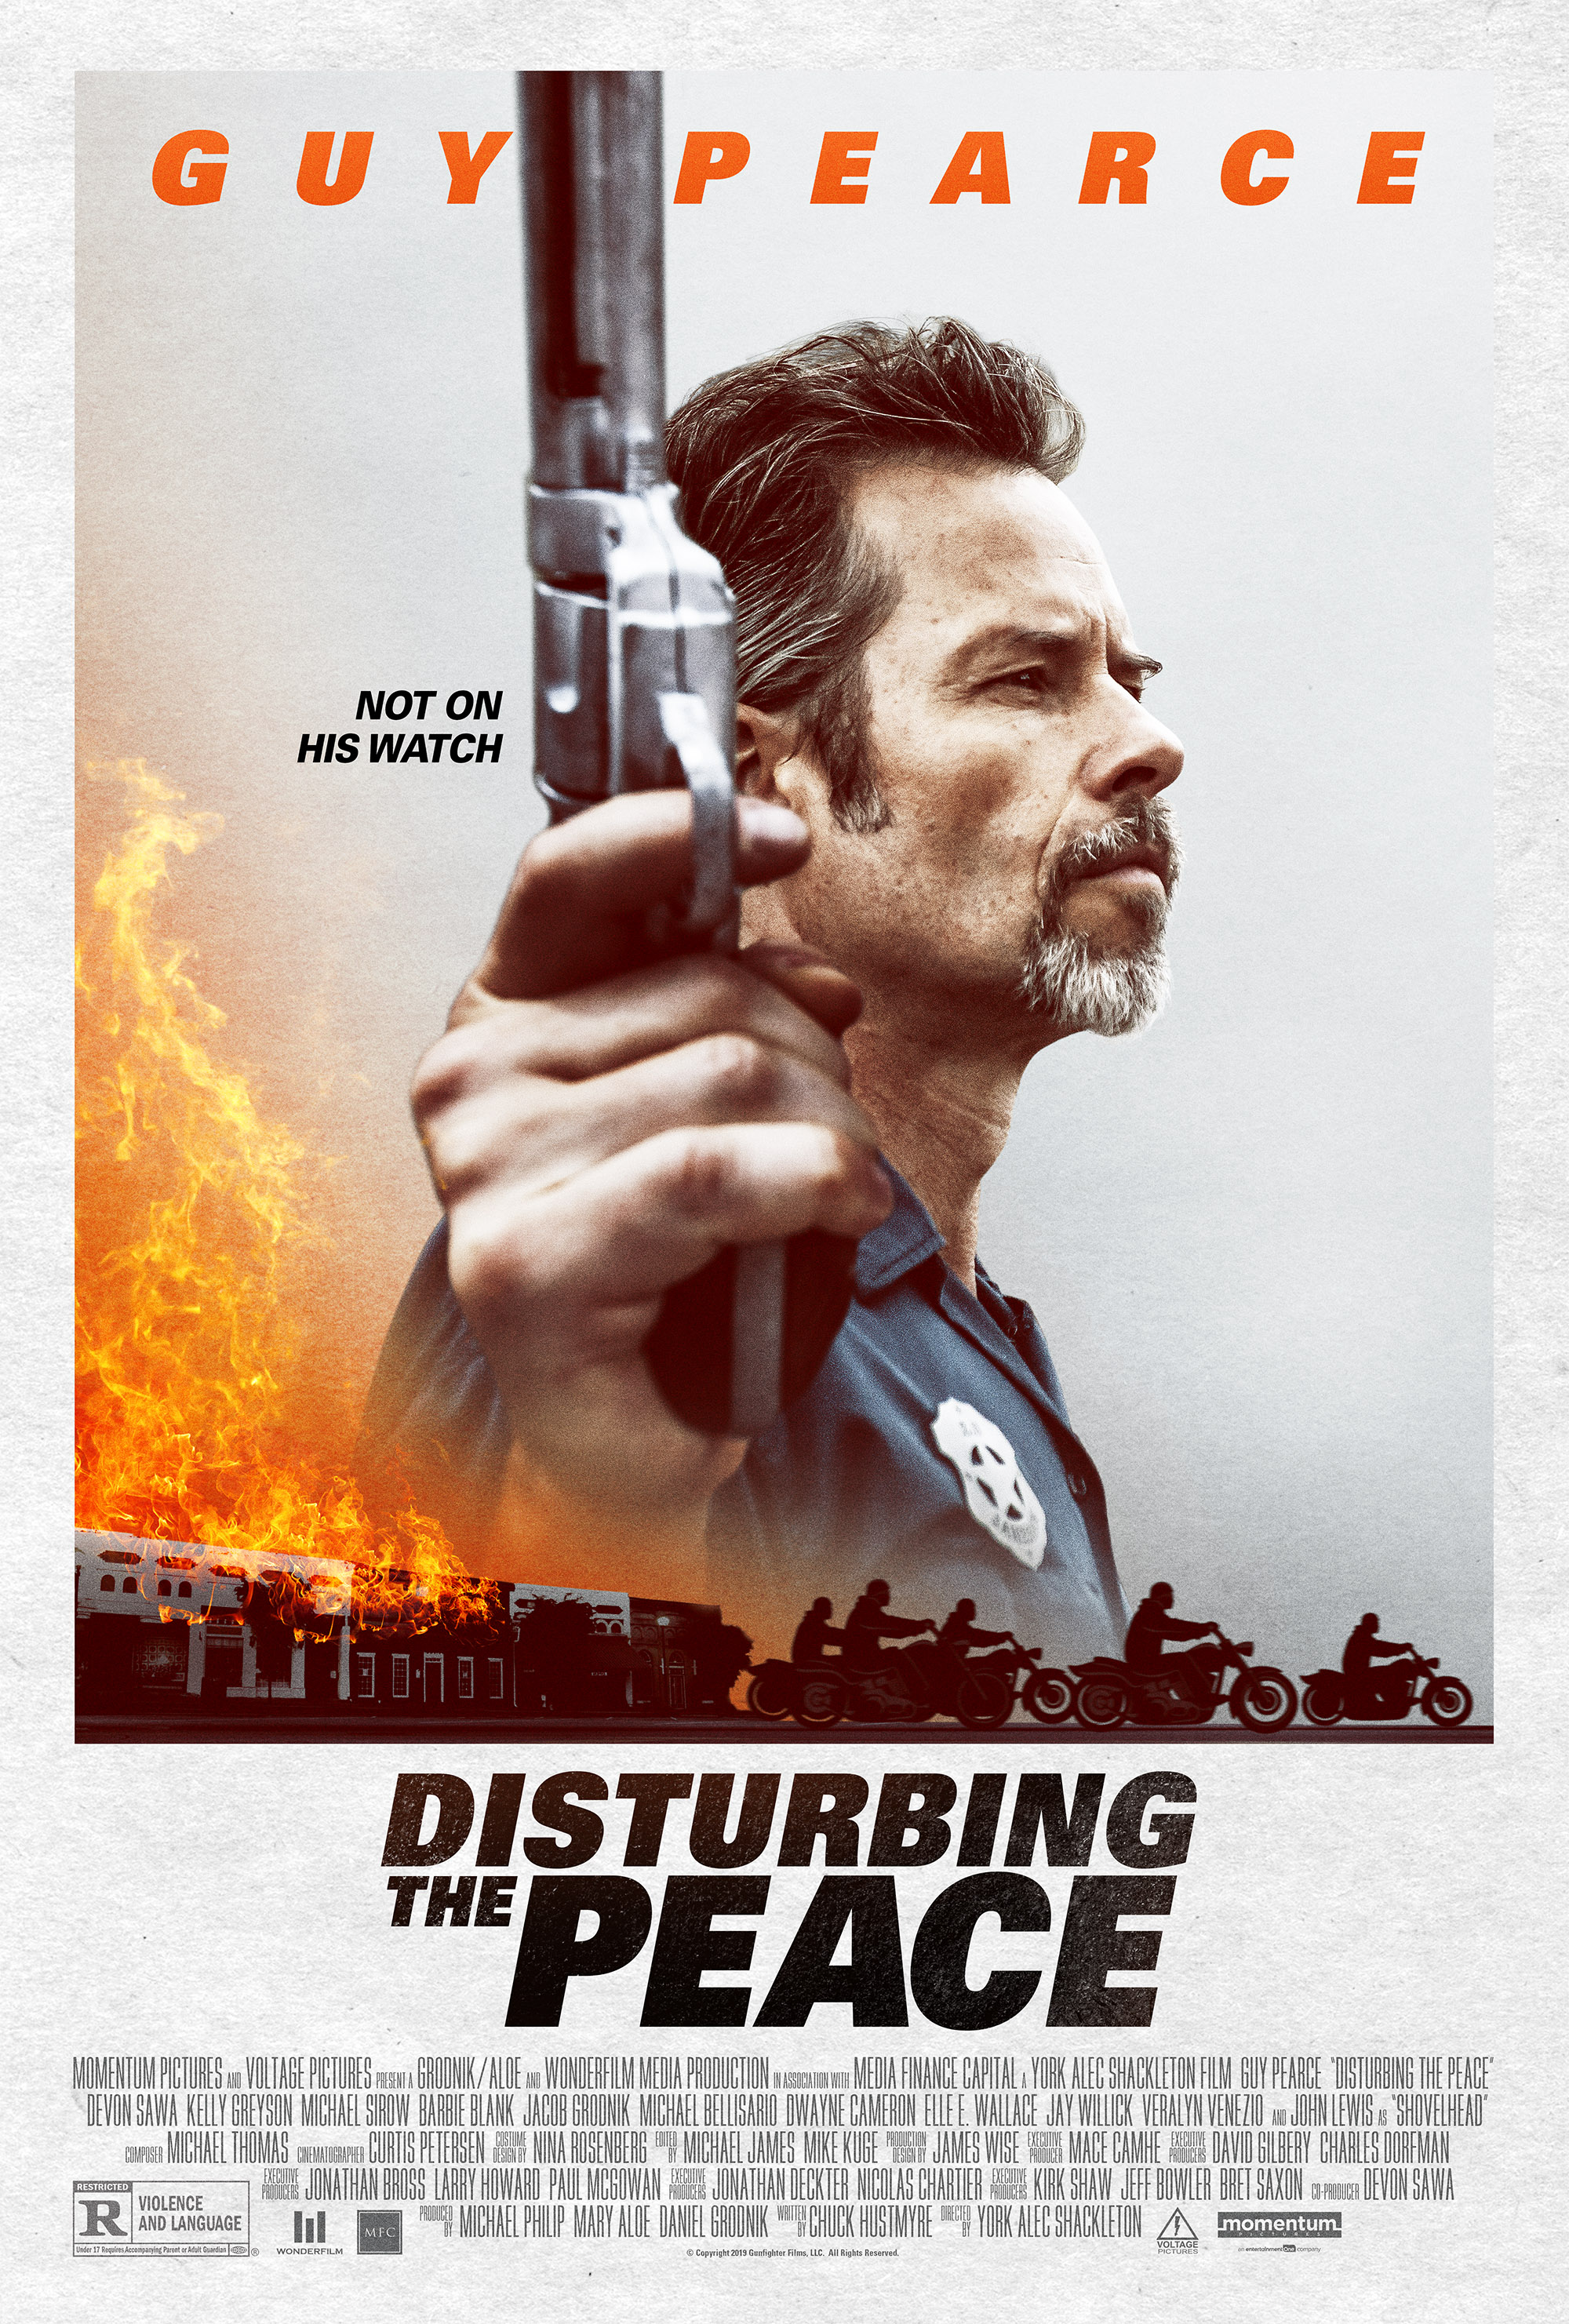 GUY PEARCE
NOT ON
HIS WATCH
DISTURBING
THE PEACE
MOMENTUM PICTURES AND VOLTAGE PICTURES PRESENT A GRODNIK/ALOE AND WONDERFILM MEDIA PRODUCTION IN ASSOCIATION WITH MEDIA FINANCE CAPITAL A YORK ALEC SHACKLETON FILM GUY PEARCE "DISTURBING THE PEACE"
DEVON SAWA KELLY GREYSON MICHAEL SIROW BARBIE BLANK JACOB GRODNIK MICHAEL BELLISARIO DWAYNE CAMERON ELLE E. WALLACE JAY WILLICK VERALYN VENEZIO AND JOHN LEWIS AS "SHOVELHEAD"
COMPOSER MICHAEL THOMAS CINEMATOGRAPHER CURTIS PETERSEN COSTUME DESIGN BY NINA ROSENBERG EDITED BY MICHAEL JAMES MIKE KUGE PRODUCTION DESIGN BY JAMES WISE EXECUTIVE PRODUCER MACE CAMHE EXECUTIVE PRODUCERS DAVID GILBERY CHARLES DORFMAN
EXECUTIVE PRODUCERS JONATHAN BROSS LARRY HOWARD PAUL MCGOWAN EXECUTIVE PRODUCERS JONATHAN DECKTER NICOLAS CHARTIER EXECUTIVE PRODUCERS KIRK SHAW JEFF BOWLER BRET SAXON CO-PRODUCER DEVON SAWA
PRODUCED BY MICHAEL PHILIP MARY ALOE DANIEL GRODNIK WRITTEN BY CHUCK HUSTMYRE DIRECTED BY YORK ALEC SHACKLETON
RESTRICTED
R VIOLENCE
AND LANGUAGE
Under 17 Requires Accompanying Parent or Adult Guardian
®
WONDERFILM
MFC
VOLTAGE
PICTURES
momentum
PICTURES
an entertainment One company
© Copyright 2019 Gunfighter Films, LLC. All Rights Reserved.